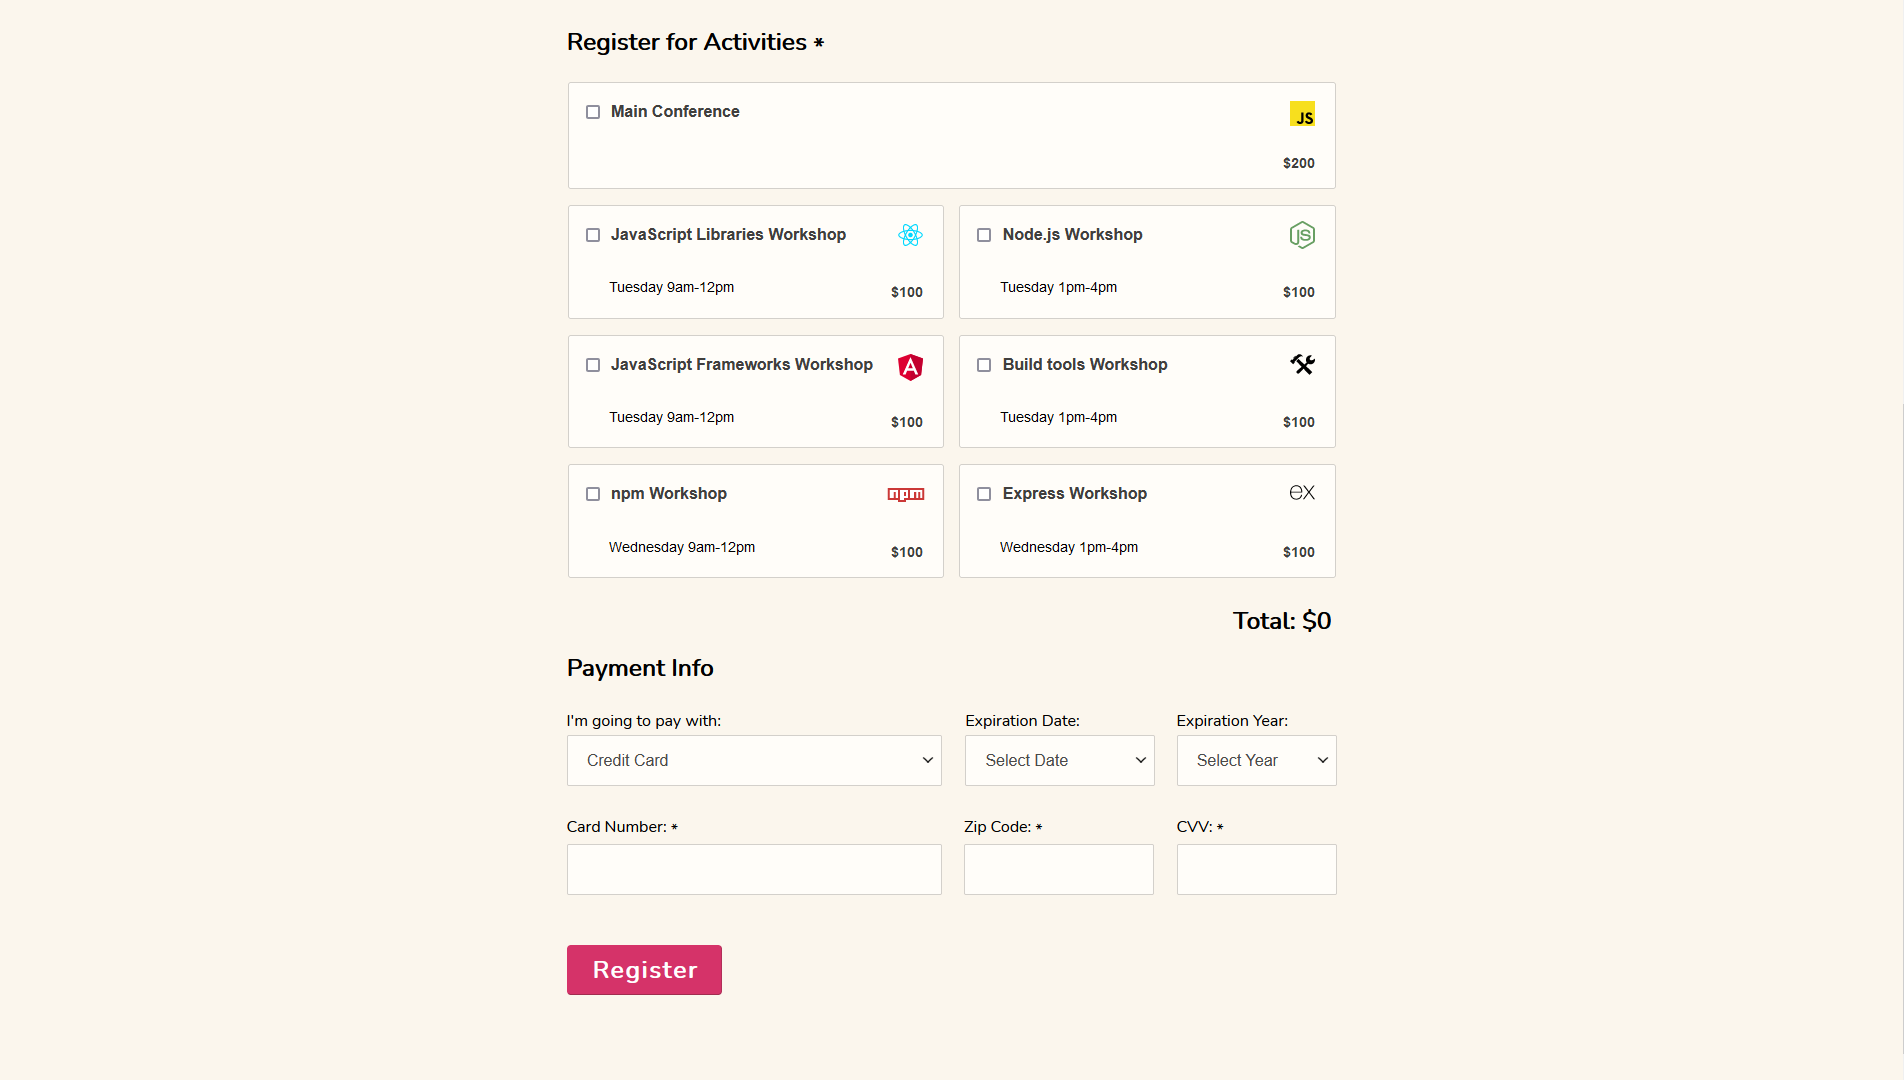 Register for Activities *
Main Conference
JS
$200
JavaScript Libraries Workshop
Tuesday 9am-12pm
$100
Node.js Workshop
JS
Tuesday 1pm-4pm
$100
JavaScript Frameworks Workshop
A
Tuesday 9am-12pm
$100
Build tools Workshop
Tuesday 1pm-4pm
$100
npm Workshop
npm
Wednesday 9am-12pm
$100
Express Workshop
ex
Wednesday 1pm-4pm
$100
Total: $0
Payment Info
I'm going to pay with:
Credit Card
Expiration Date:
Select Date
Expiration Year:
Select Year
Card Number: *
Zip Code: *
CVV: *
Register